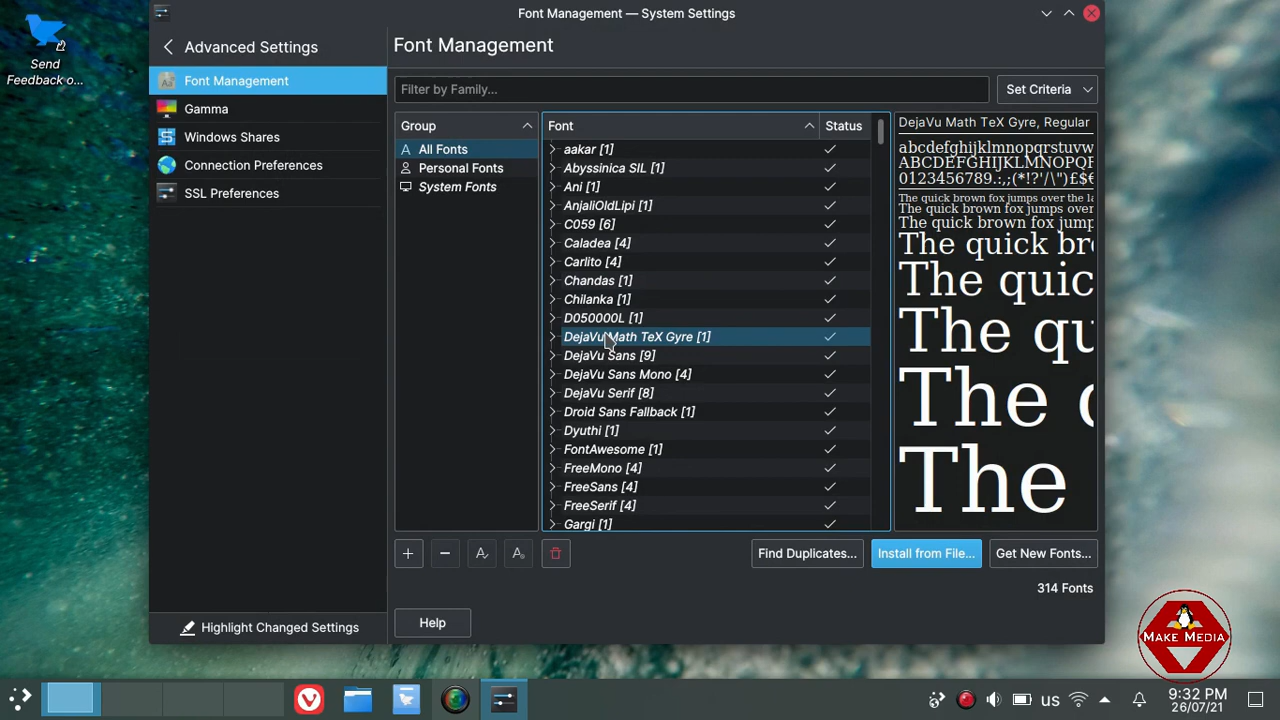 Font Management — System Settings
Send
Feedback o...
Advanced Settings
Font Management
Gamma
Windows Shares
Connection Preferences
SSL Preferences
Highlight Changed Settings
Font Management
Filter by Family...
Set Criteria
Group
All Fonts
Personal Fonts
System Fonts
Font
Status
aakar [1]
Abyssinica SIL [1]
Ani [1]
AnjaliOldLipi [1]
C059 [6]
Caladea [4]
Carlito [4]
Chandas [1]
Chilanka [1]
D050000L [1]
DejaVu Math TeX Gyre [1]
DejaVu Sans [9]
DejaVu Sans Mono [4]
DejaVu Serif [8]
Droid Sans Fallback [1]
Dyuthi [1]
FontAwesome [1]
FreeMono [4]
FreeSans [4]
FreeSerif [4]
Gargi [1]
DejaVu Math TeX Gyre, Regular
abcdefghijklmnopqrstuvw
ABCDEFGHIJKLMNOPQR
0123456789.:,;(*!?'/\")£$€
The quick brown fox jumps over the la
The quick brown fox jumps over
The quick brown fox jump
The quick br
The quic
The qu
The
The
Find Duplicates...
Install from File...
Get New Fonts...
314 Fonts
Help
MAKE MEDIA
us
9:32 PM
26/07/21